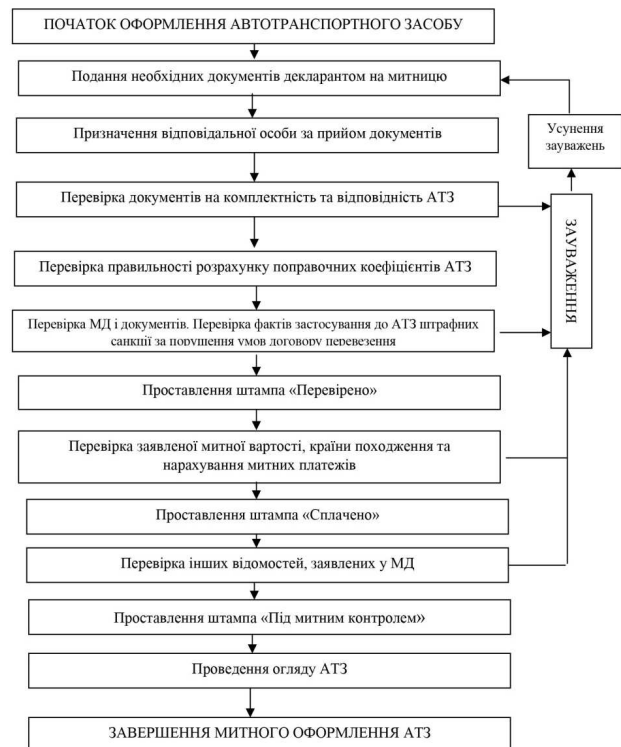 ПОЧАТОК ОФОРМЛЕННЯ АВТОТРАНСПОРТНОГО ЗАСОБУ
Подання необхідних документів декларантом на митницю
Призначення відповідальної особи за прийом документів
Усунення
зауважень
Перевірка документів на комплектність та відповідність АТЗ
ЗАУВАЖЕННЯ
Перевірка правильності розрахунку поправочних коефіцієнтів АТЗ
Перевірка МД і документів. Перевірка фактів застосування до АТЗ штрафних
санкції за порушення умов договору перевезення
Проставлення штампа «Перевірено»
Перевірка заявленої митної вартості, країни походження та
нарахування митних платежів
Проставлення штампа «Сплачено»
Перевірка інших відомостей, заявлених у МД
Проставлення штампа «Під митним контролем»
Проведення огляду АТЗ
ЗАВЕРШЕННЯ МИТНОГО ОФОРМЛЕННЯ АТЗ